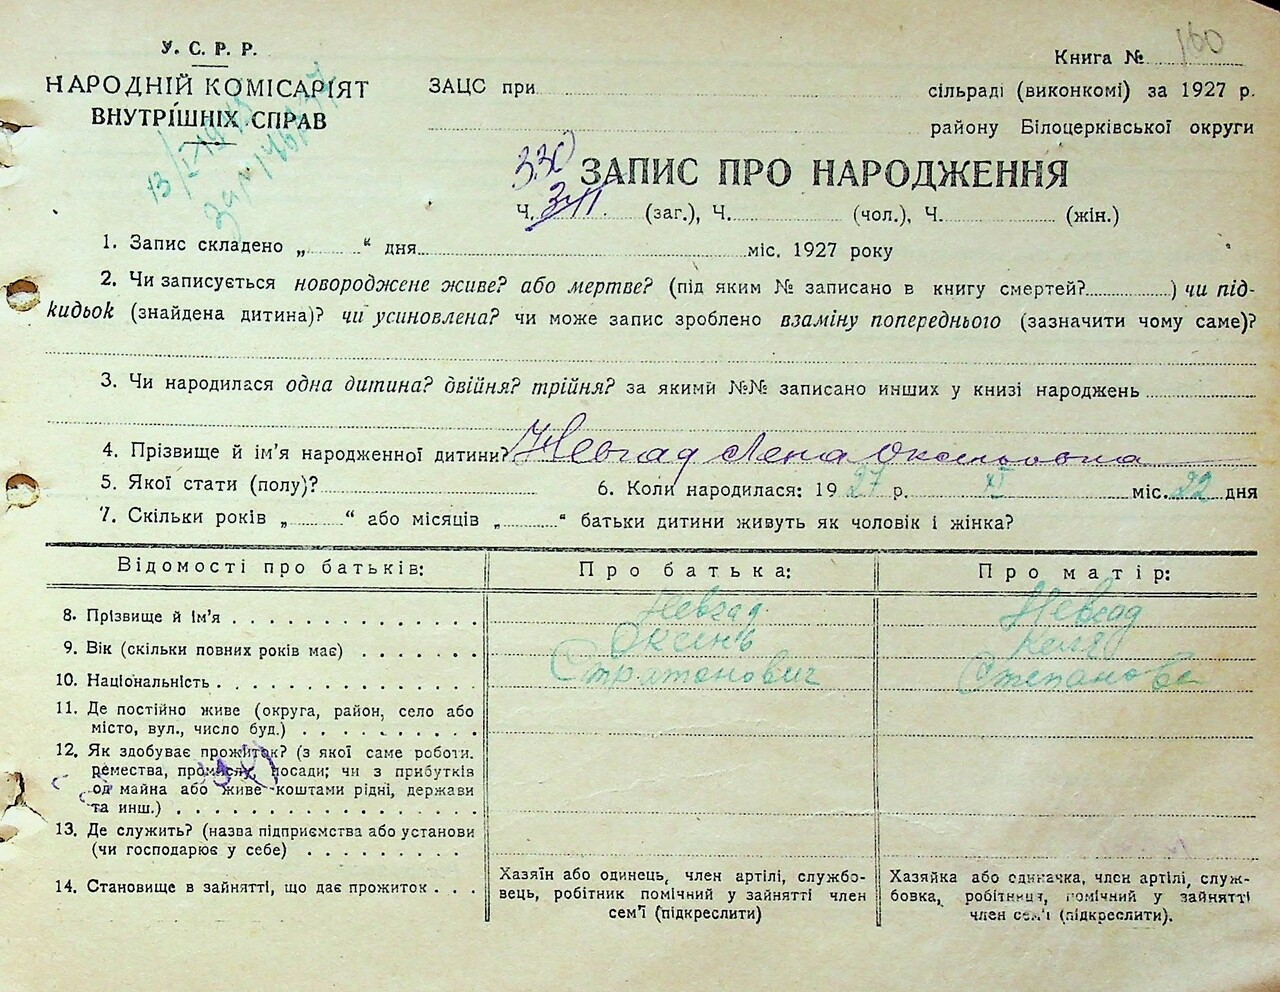 У. С. Р. Р.
НАРОДНІЙ КОМІСАРІЯТ
ВНУТРІШНІХ СПРАВ
Книга № 160
ЗАЦС при
сільраді (виконкомі) за 1927 р.
району Білоцерківської округи
330
ЗАПИС ПРО НАРОДЖЕННЯ
Ч. (заг.), Ч. (чол.), Ч. (жін.)
1. Запис складено „ “ дня міс. 1927 року
2. Чи записується новороджене живе? або мертве? (під яким № записано в книгу смертей? ) чи під-
кидьок (знайдена дитина)? чи усиновлена? чи може запис зроблено взаміну попереднього (зазначити чому саме)?
3. Чи народилася одна дитина? двійня? трійня? за якими №№ записано инших у книзі народжень
4. Прізвище й ім'я народженної дитини? Невгад Лена
5. Якої стати (полу)? 6. Коли народилася: 1927 р. XI міс. 22 дня
7. Скільки років „ “ або місяців „ “ батьки дитини живуть як чоловік і жінка?
Відомості про батьків: Про батька: Про матір:
8. Прізвище й ім'я Невгад Невгад
9. Вік (скільки повних років має) Оксень
10. Національність Стратонович Степанова
11. Де постійно живе (округа, район, село або
місто, вул., число буд.)
12. Як здобуває прожиток? (з якої саме роботи.
ремества, промислу, посади; чи з прибутків
од майна або живе коштами рідні, держави
та инш.)
13. Де служить? (назва підприємства або установи
(чи господарює у себе)
14. Становище в зайнятті, що дає прожиток
Хазяїн або одинець, член артілі, службо-
вець, робітник помічний у зайнятті член
сем'ї (підкреслити)
Хазяйка або одиначка, член артілі, служ-
бовка, робітниця, помічний у зайнятті
член сем'ї (підкреслити).